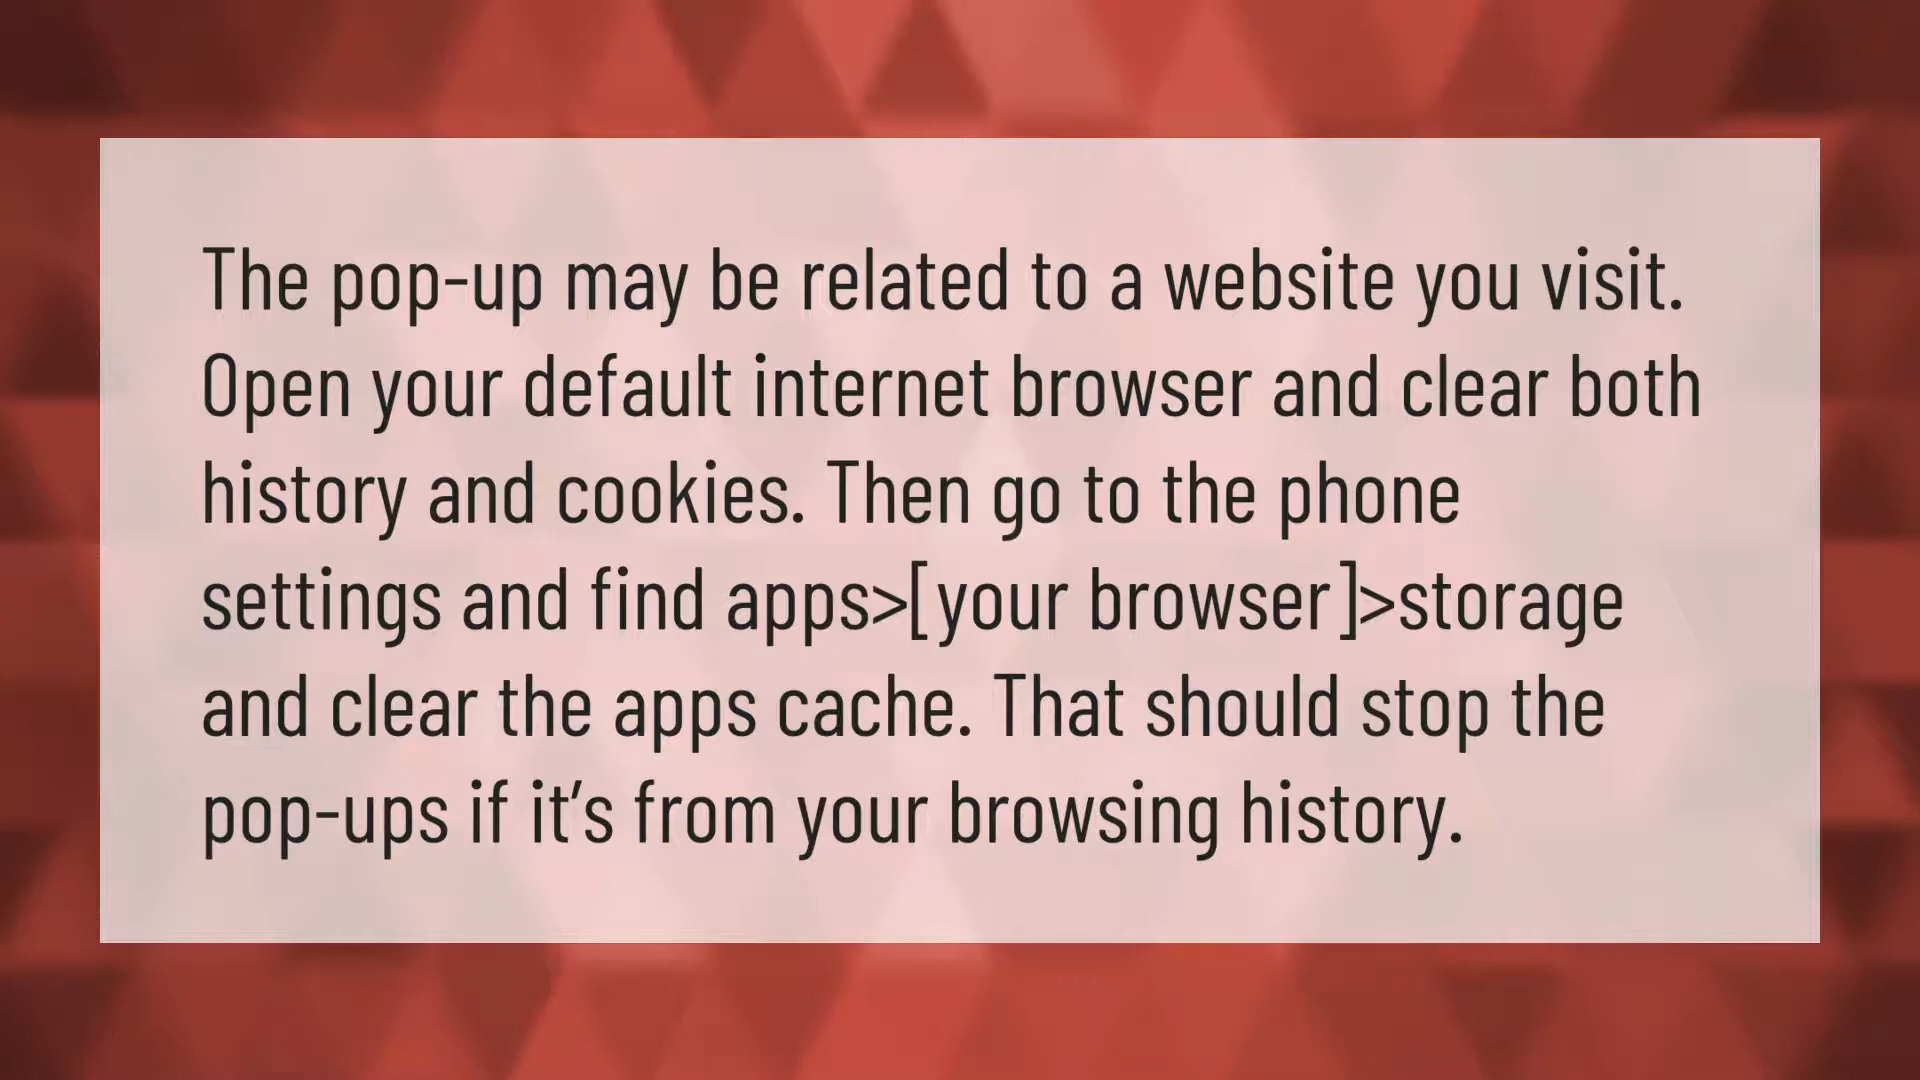 The pop-up may be related to a website you visit.
Open your default internet browser and clear both
history and cookies. Then go to the phone
settings and find apps>[your browser]>storage
and clear the apps cache. That should stop the
pop-ups if it’s from your browsing history.